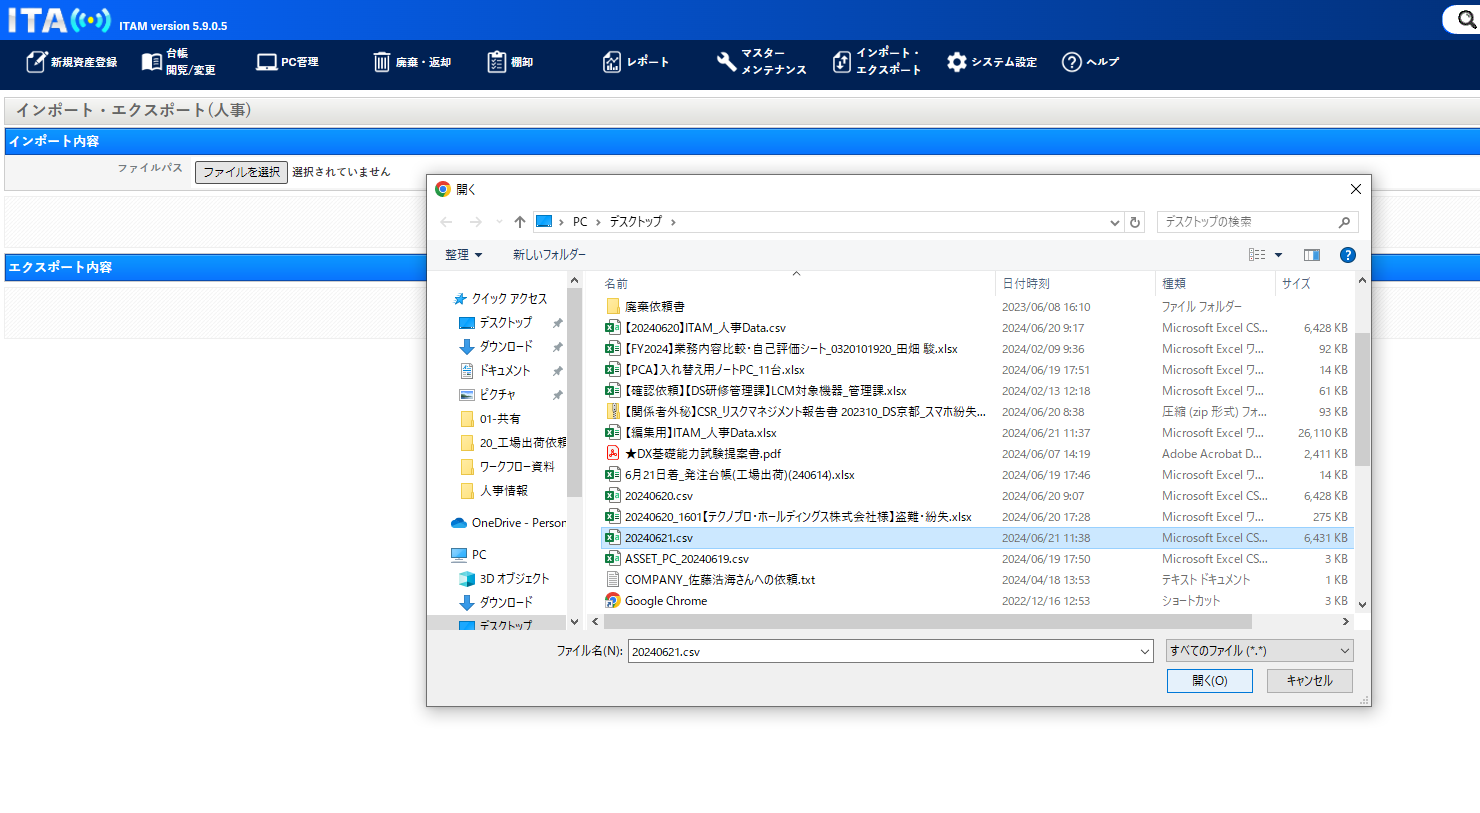 ITAM version 5.9.0.5
新規資産登録
台帳
閲覧/変更
PC管理
廃棄・返却
棚卸
レポート
マスター
メンテナンス
インポート・
エクスポート
システム設定
ヘルプ
インポート・エクスポート(人事)
インポート内容
ファイルパス
ファイルを選択 選択されていません
エクスポート内容
開く
PC › デスクトップ ›
デスクトップの検索
整理
新しいフォルダー
クイック アクセス
デスクトップ
ダウンロード
ドキュメント
ピクチャ
01-共有
20_工場出荷依頼
ワークフロー資料
人事情報
OneDrive - Person
PC
3D オブジェクト
ダウンロード
デスクトップ
名前 日付時刻 種類 サイズ
廃棄依頼書 2023/06/08 16:10 ファイル フォルダー
【20240620】ITAM_人事Data.csv 2024/06/20 9:17 Microsoft Excel CS... 6,428 KB
【FY2024】業務内容比較・自己評価シート_0320101920_田畑 駿.xlsx 2024/02/09 9:36 Microsoft Excel ワ... 92 KB
【PCA】入れ替え用ノートPC_11台.xlsx 2024/06/19 17:51 Microsoft Excel ワ... 14 KB
【確認依頼】【DS研修管理課】LCM対象機器_管理課.xlsx 2024/02/13 12:18 Microsoft Excel ワ... 61 KB
【関係者外秘】CSR_リスクマネジメント報告書 202310_DS京都_スマホ紛失... 2024/06/20 8:38 圧縮 (zip 形式) フォ... 93 KB
【編集用】ITAM_人事Data.xlsx 2024/06/21 11:37 Microsoft Excel ワ... 26,110 KB
★DX基礎能力試験提案書.pdf 2024/06/07 14:19 Adobe Acrobat D... 2,411 KB
6月21日着_発注台帳(工場出荷)(240614).xlsx 2024/06/19 17:46 Microsoft Excel ワ... 14 KB
20240620.csv 2024/06/20 9:07 Microsoft Excel CS... 6,428 KB
20240620_1601【テクノプロ・ホールディングス株式会社様】盗難・紛失.xlsx 2024/06/20 17:28 Microsoft Excel ワ... 275 KB
20240621.csv 2024/06/21 11:38 Microsoft Excel CS... 6,431 KB
ASSET_PC_20240619.csv 2024/06/19 17:50 Microsoft Excel CS... 3 KB
COMPANY_佐藤浩海さんへの依頼.txt 2024/04/18 13:53 テキスト ドキュメント 1 KB
Google Chrome 2022/12/16 12:53 ショートカット 3 KB
ファイル名(N): 20240621.csv すべてのファイル (*.*)
開く(O) キャンセル